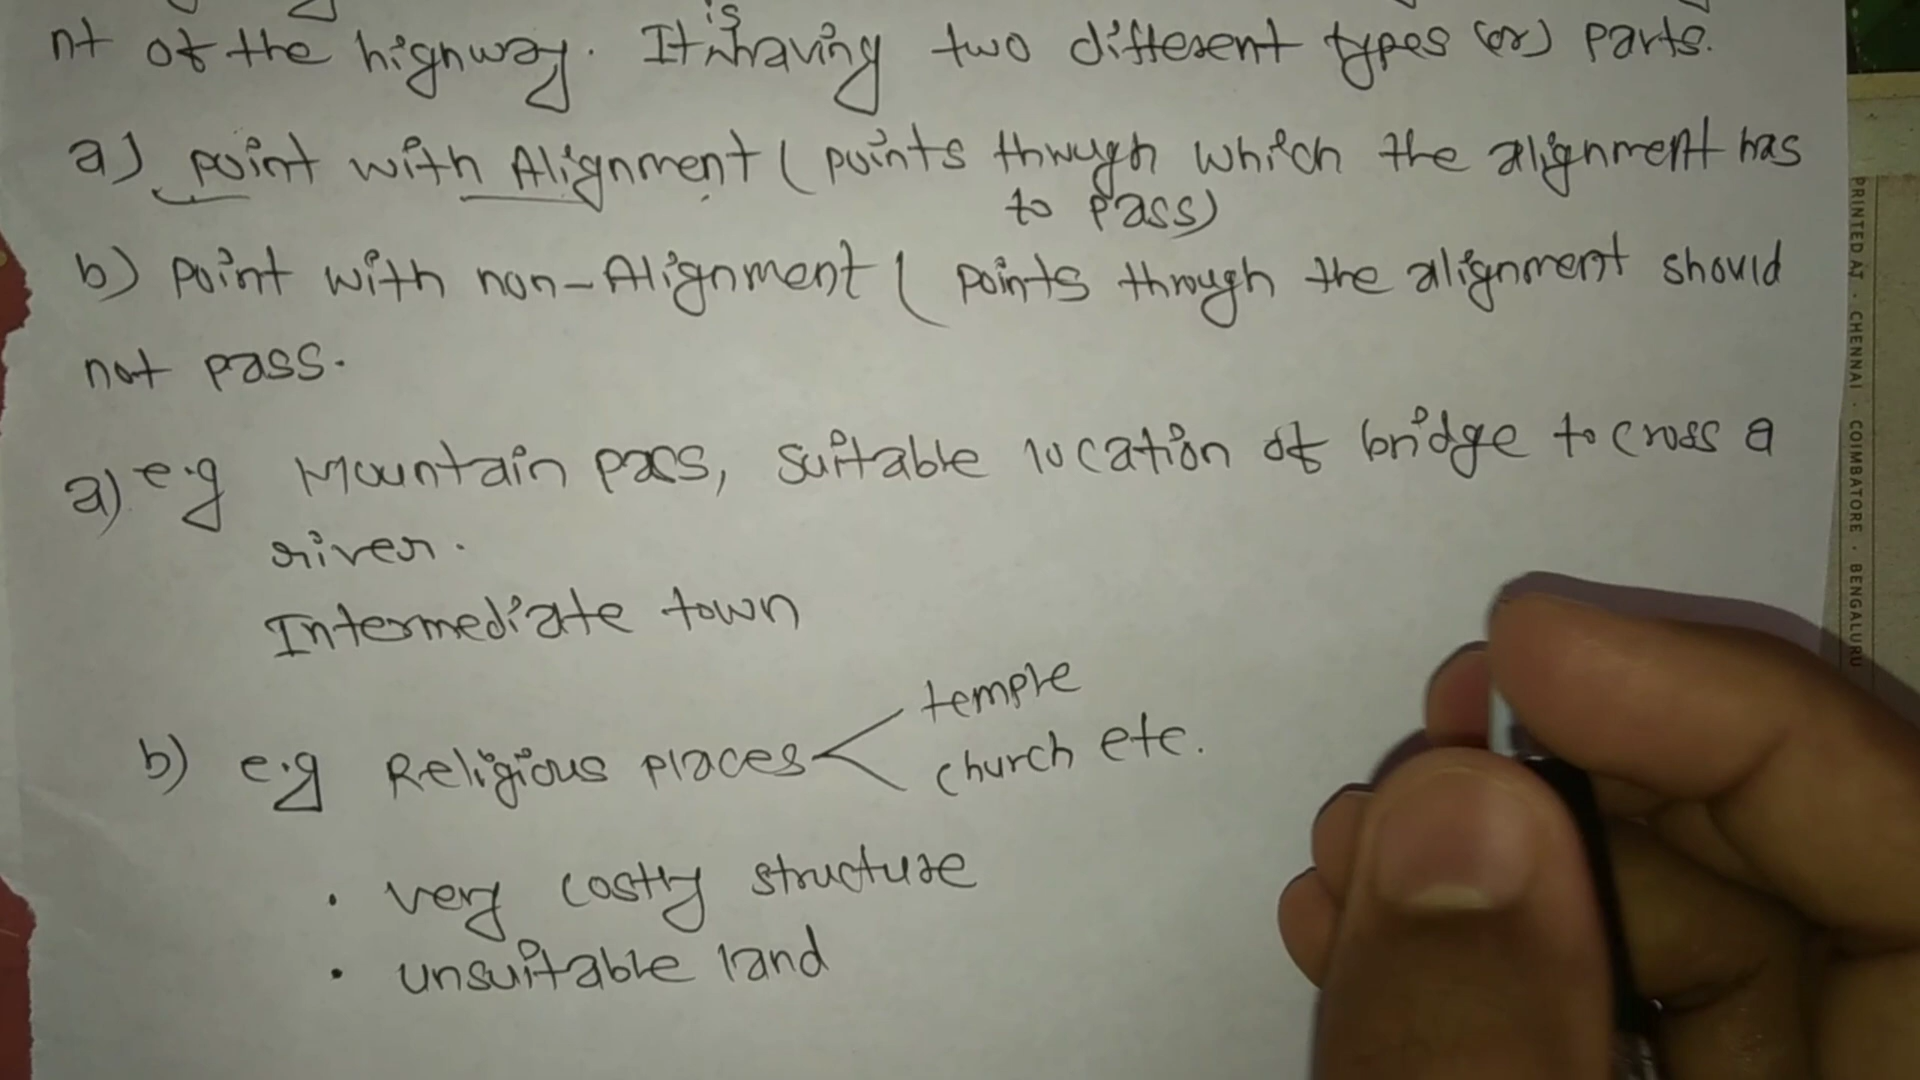 nt of the highway. It is having two different types (or) parts.
a) point with Alignment ( points through which the alignment has
to pass)
b) point with non-Alignment ( points through the alignment should
not pass.
a) e.g Mountain pass, suitable location of bridge to cross a
river.
Intermediate town
b) e.g Religious places < temple
church etc.
• very costly structure
• unsuitable land
PRINTED AT . CHENNAI . COIMBATORE . BENGALURU